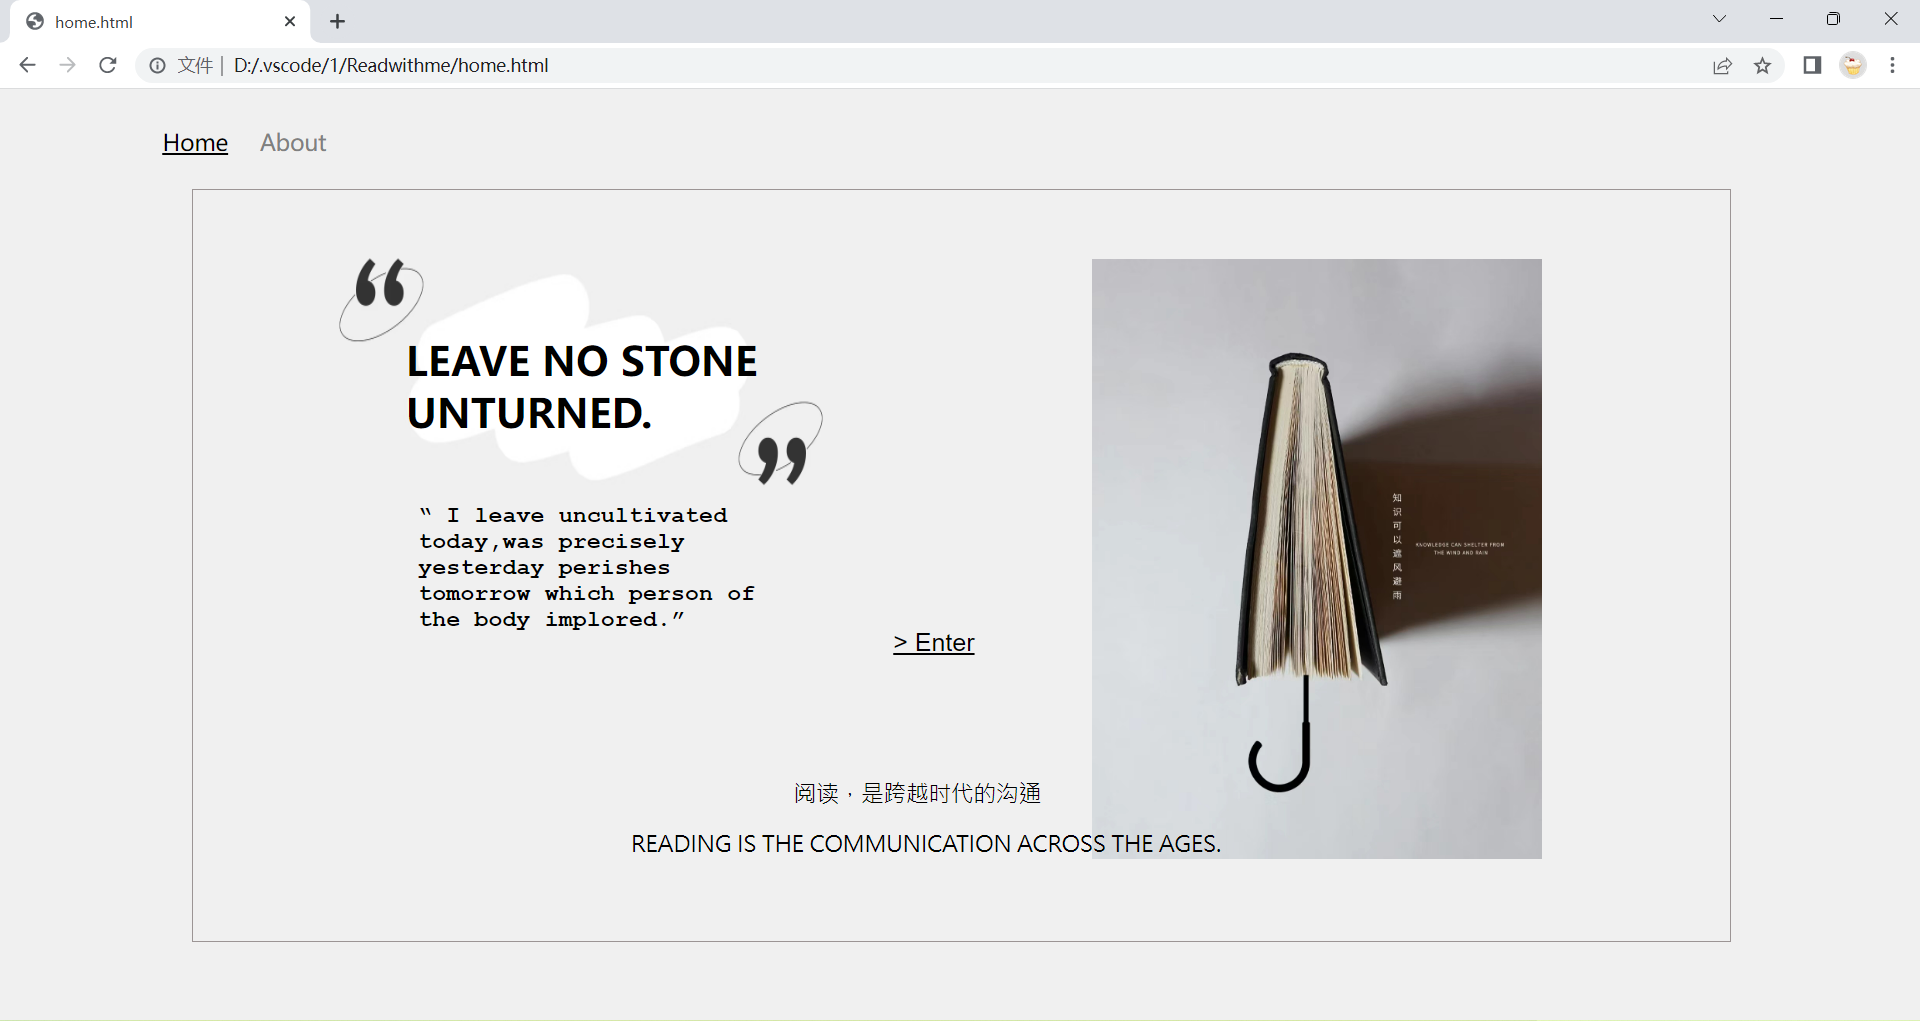 home.html
文件 | D:/.vscode/1/Readwithme/home.html
Home About
“
LEAVE NO STONE
UNTURNED.
”
“ I leave uncultivated
today,was precisely
yesterday perishes
tomorrow which person of
the body implored.”
> Enter
知识可以遮风避雨
KNOWLEDGE CAN SHELTER FROM
THE WIND AND RAIN
阅读，是跨越时代的沟通
READING IS THE COMMUNICATION ACROSS THE AGES.